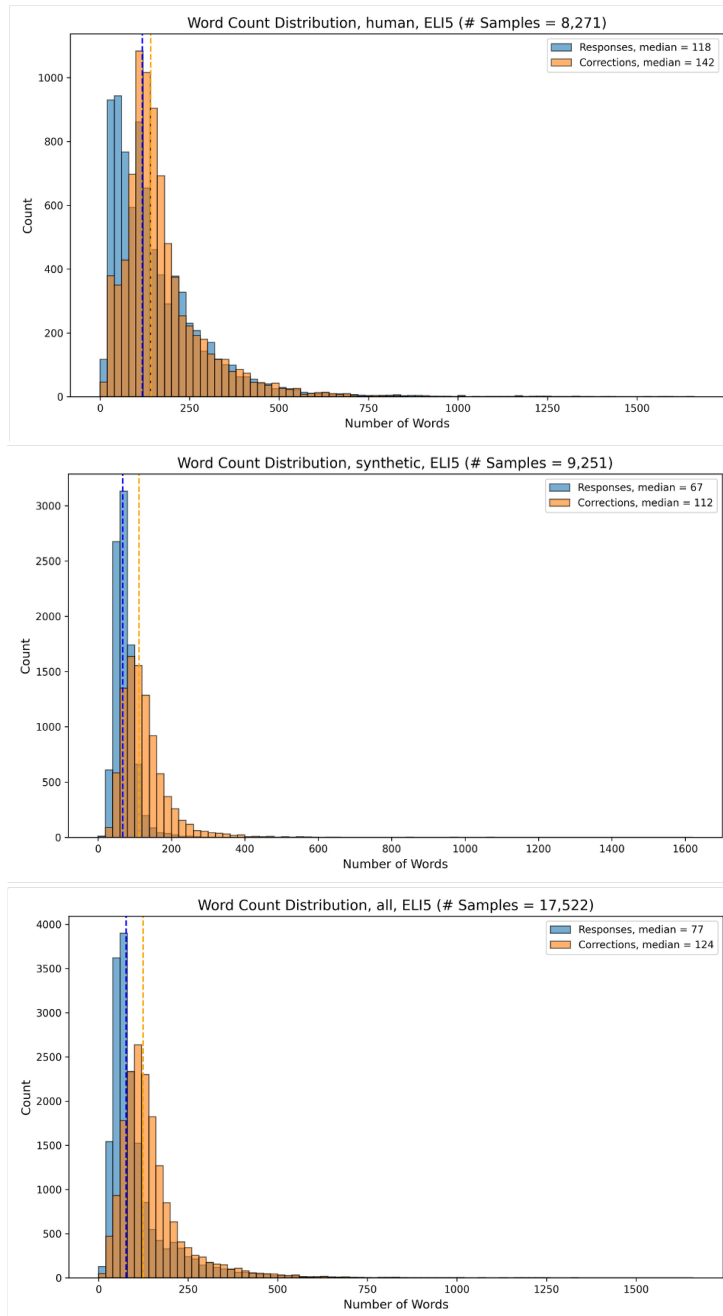 Word Count Distribution, human, ELI5 (# Samples = 8,271)
Responses, median = 118
Corrections, median = 142
1000
800
600
400
200
0
Count
0 250 500 750 1000 1250 1500
Number of Words
Word Count Distribution, synthetic, ELI5 (# Samples = 9,251)
Responses, median = 67
Corrections, median = 112
3000
2500
2000
1500
1000
500
0
Count
0 200 400 600 800 1000 1200 1400 1600
Number of Words
Word Count Distribution, all, ELI5 (# Samples = 17,522)
Responses, median = 77
Corrections, median = 124
4000
3500
3000
2500
2000
1500
1000
500
0
Count
0 250 500 750 1000 1250 1500
Number of Words